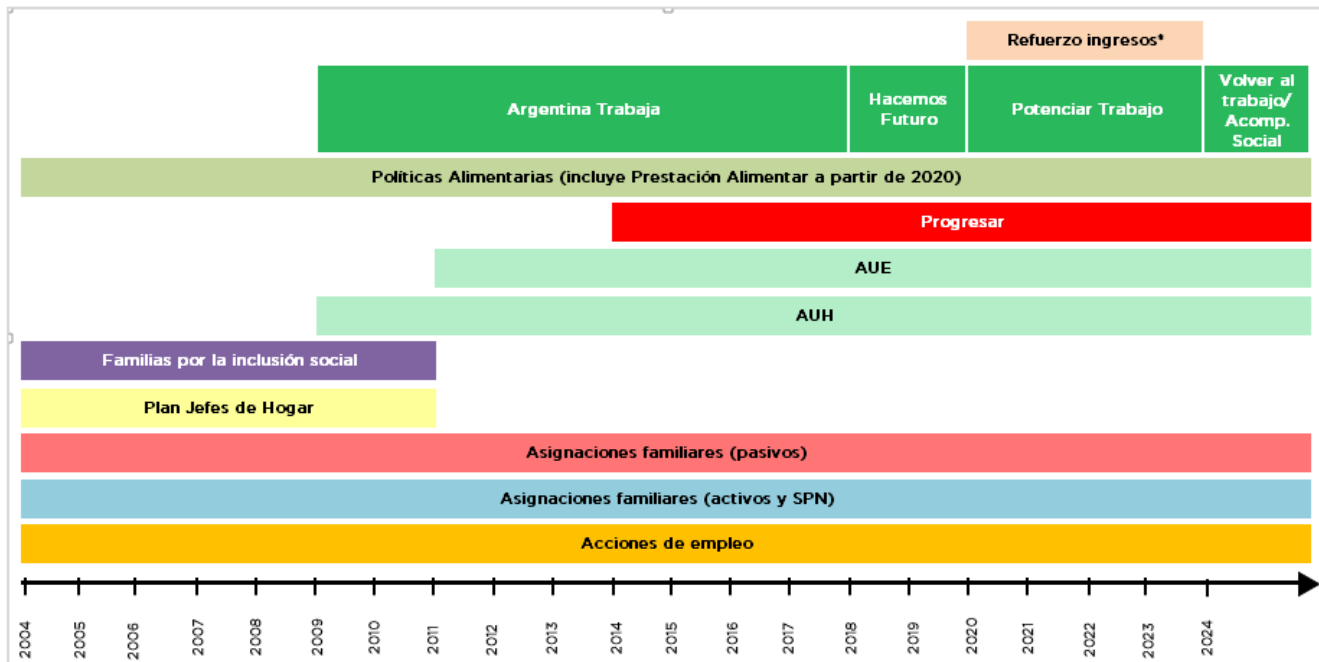 Refuerzo ingresos*
Argentina Trabaja
Hacemos
Futuro
Potenciar Trabajo
Volver al
trabajo/
Acomp.
Social
Políticas Alimentarias (incluye Prestación Alimentar a partir de 2020)
Progresar
AUE
AUH
Familias por la inclusión social
Plan Jefes de Hogar
Asignaciones familiares (pasivos)
Asignaciones familiares (activos y SPN)
Acciones de empleo
2004
2005
2006
2007
2008
2009
2010
2011
2012
2013
2014
2015
2016
2017
2018
2019
2020
2021
2022
2023
2024